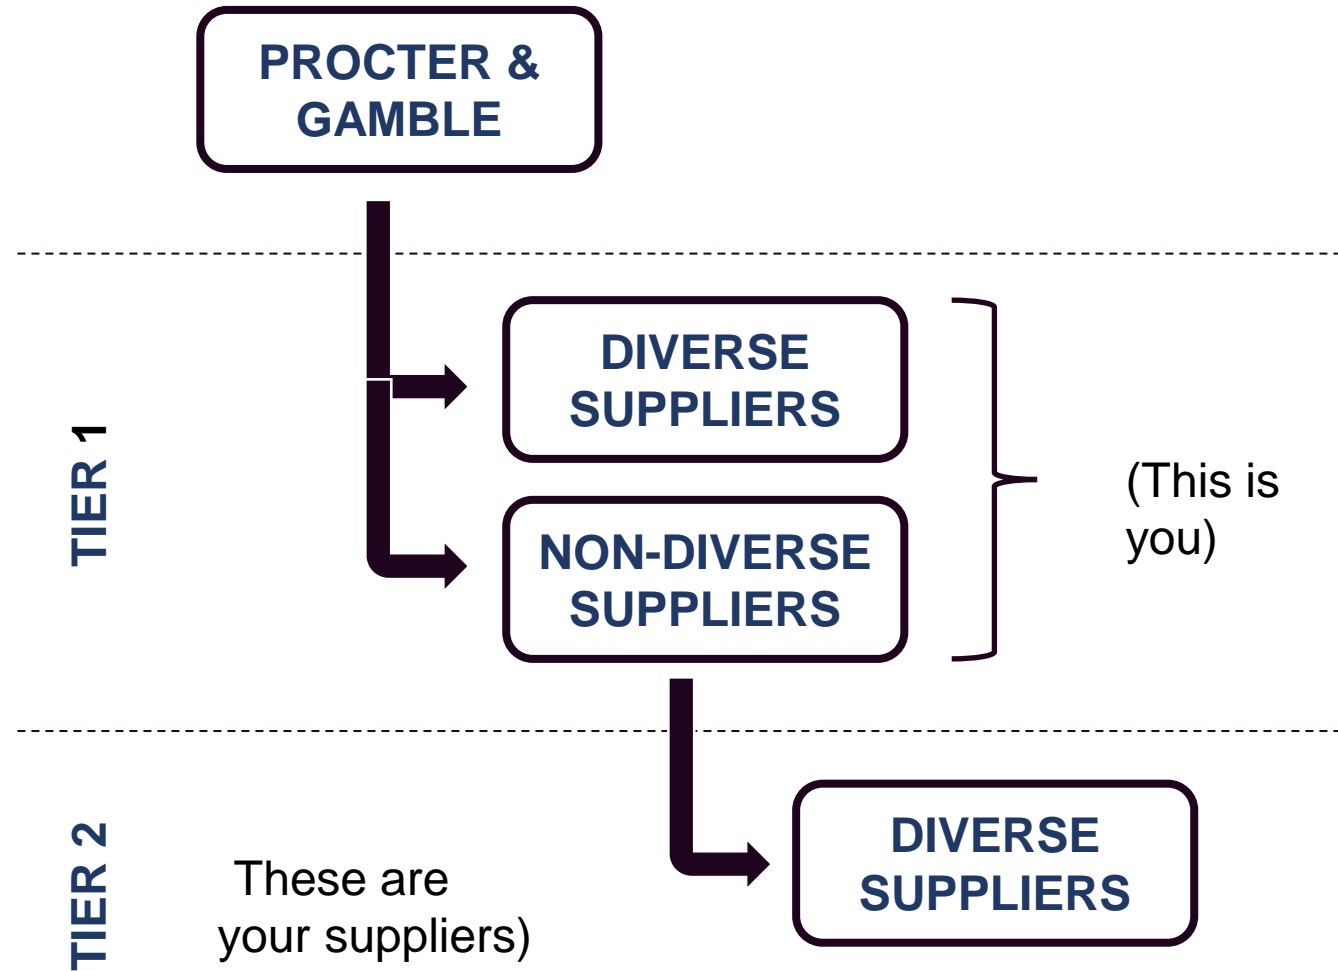 PROCTER &
GAMBLE
TIER 1
DIVERSE
SUPPLIERS
NON-DIVERSE
SUPPLIERS
(This is
you)
TIER 2
These are
your suppliers)
DIVERSE
SUPPLIERS